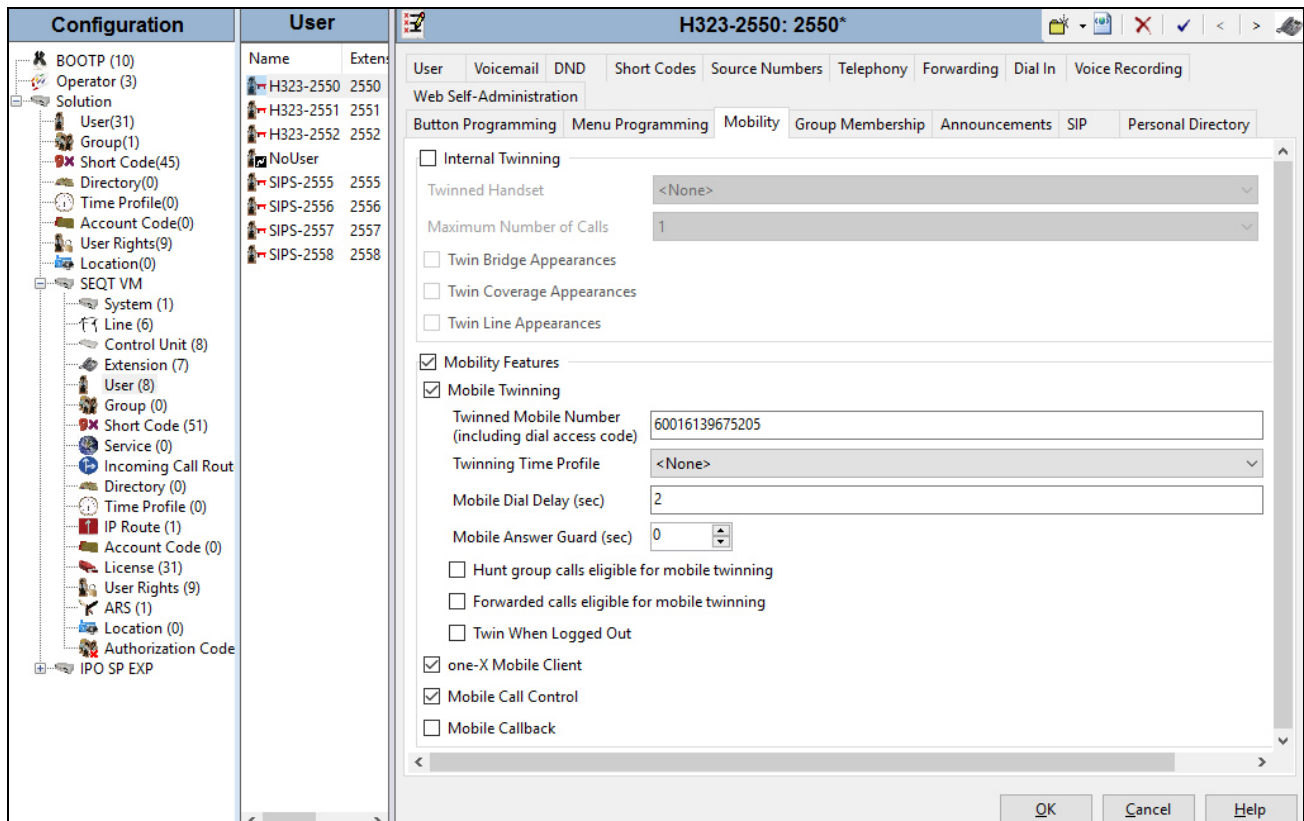 Configuration
BOOTP (10)
Operator (3)
Solution
User(31)
Group(1)
Short Code(45)
Directory(0)
Time Profile(0)
Account Code(0)
User Rights(9)
Location(0)
SEQT VM
System (1)
Line (6)
Control Unit (8)
Extension (7)
User (8)
Group (0)
Short Code (51)
Service (0)
Incoming Call Rout
Directory (0)
Time Profile (0)
IP Route (1)
Account Code (0)
License (31)
User Rights (9)
ARS (1)
Location (0)
Authorization Code
IPO SP EXP
User
Name Extens
H323-2550 2550
H323-2551 2551
H323-2552 2552
NoUser
SIPS-2555 2555
SIPS-2556 2556
SIPS-2557 2557
SIPS-2558 2558
H323-2550: 2550*
User Voicemail DND Short Codes Source Numbers Telephony Forwarding Dial In Voice Recording
Web Self-Administration
Button Programming Menu Programming Mobility Group Membership Announcements SIP Personal Directory
Internal Twinning
Twinned Handset <None>
Maximum Number of Calls 1
Twin Bridge Appearances
Twin Coverage Appearances
Twin Line Appearances
Mobility Features
Mobile Twinning
Twinned Mobile Number
(including dial access code) 60016139675205
Twinning Time Profile <None>
Mobile Dial Delay (sec) 2
Mobile Answer Guard (sec) 0
Hunt group calls eligible for mobile twinning
Forwarded calls eligible for mobile twinning
Twin When Logged Out
one-X Mobile Client
Mobile Call Control
Mobile Callback
OK Cancel Help